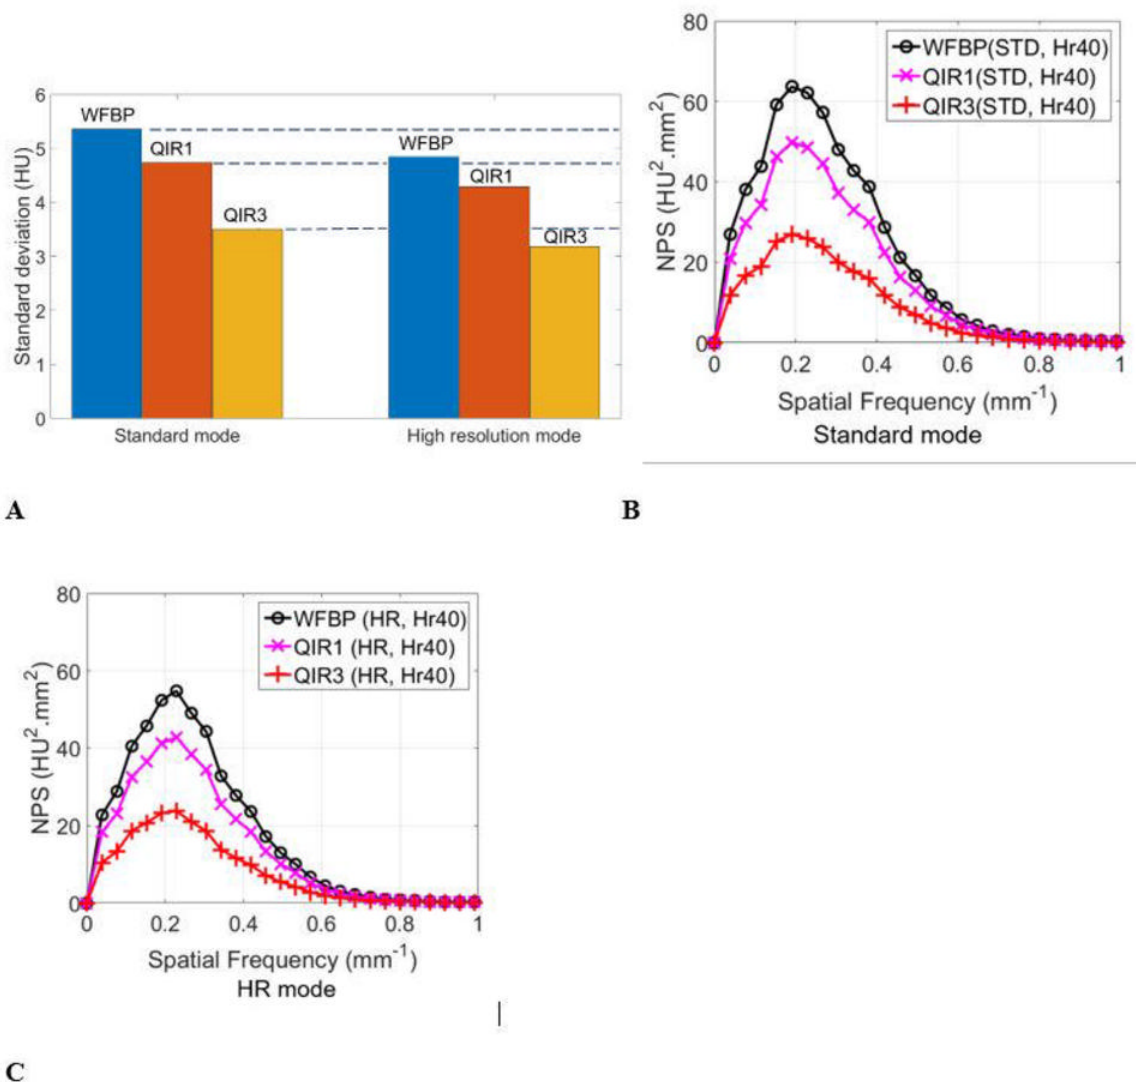 6
5
4
3
2
1
0
Standard deviation (HU)
WFBP
QIR1
QIR3
WFBP
QIR1
QIR3
Standard mode
High resolution mode
A
80
60
40
20
0
NPS (HU².mm²)
WFBP(STD, Hr40)
QIR1(STD, Hr40)
QIR3(STD, Hr40)
0 0.2 0.4 0.6 0.8 1
Spatial Frequency (mm⁻¹)
Standard mode
B
80
60
40
20
0
NPS (HU².mm²)
WFBP (HR, Hr40)
QIR1 (HR, Hr40)
QIR3 (HR, Hr40)
0 0.2 0.4 0.6 0.8 1
Spatial Frequency (mm⁻¹)
HR mode
C